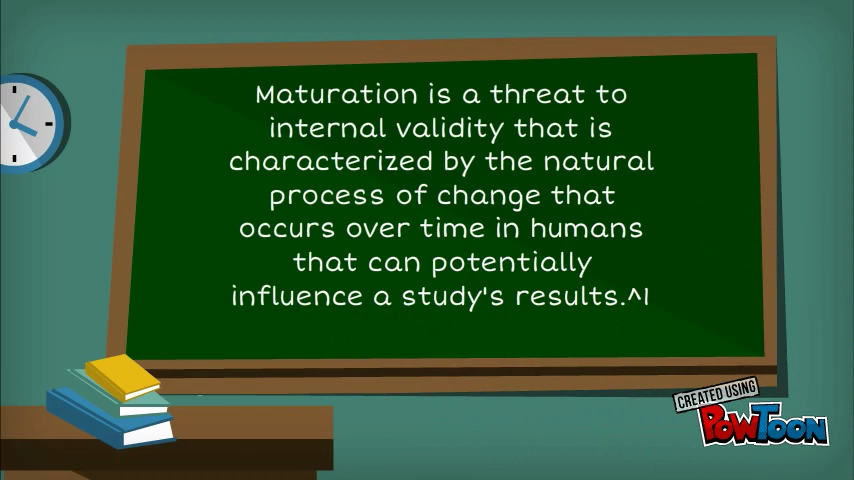 Maturation is a threat to
internal validity that is
characterized by the natural
process of change that
occurs over time in humans
that can potentially
influence a study's results.^1
CREATED USING
POWTOON